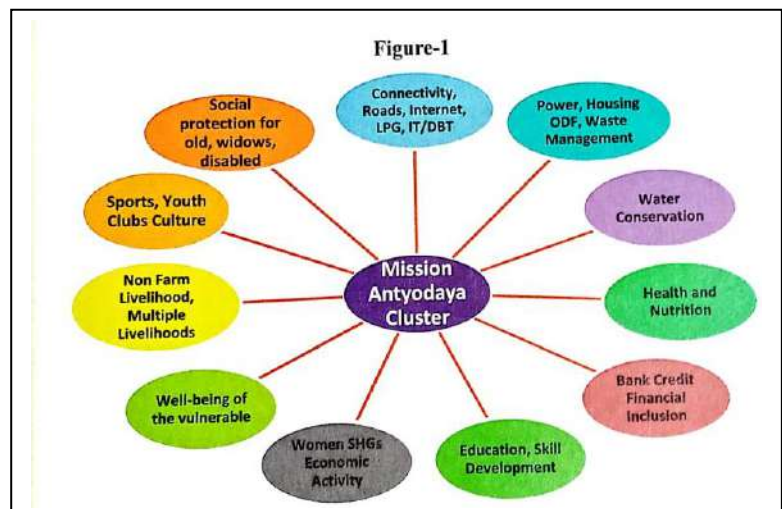 Figure-1
Connectivity,
Roads, Internet,
LPG, IT/DBT
Power, Housing
ODF, Waste
Management
Water
Conservation
Health and
Nutrition
Bank Credit
Financial
Inclusion
Education, Skill
Development
Women SHGs
Economic
Activity
Well-being of
the vulnerable
Non Farm
Livelihood,
Multiple
Livelihoods
Sports, Youth
Clubs Culture
Social
protection for
old, widows,
disabled
Mission
Antyodaya
Cluster